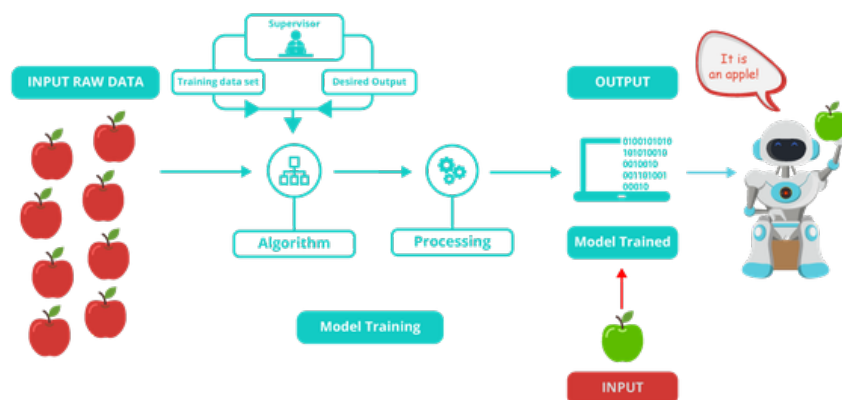 Supervisor
INPUT RAW DATA
Training data set
Desired Output
OUTPUT
It is
an apple!
0100101010
101010010
0010010
001101001
00010
Algorithm
Processing
Model Trained
Model Training
INPUT